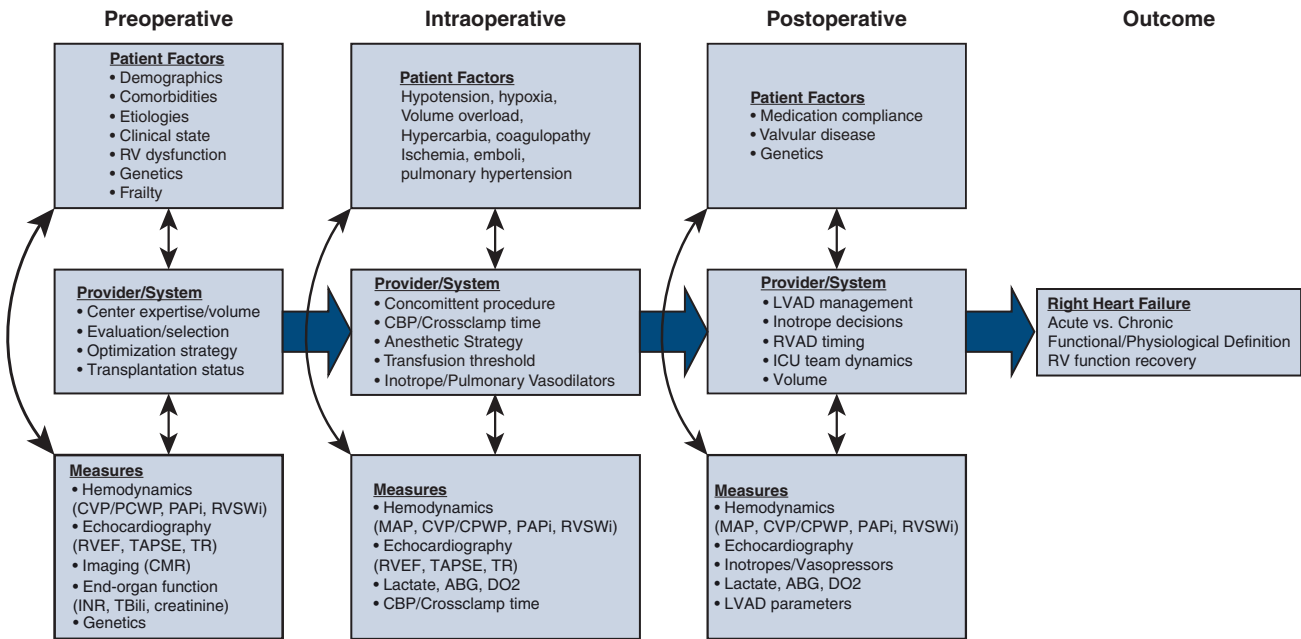 Preoperative
Intraoperative
Postoperative
Outcome
Patient Factors
• Demographics
• Comorbidities
• Etiologies
• Clinical state
• RV dysfunction
• Genetics
• Frailty
Patient Factors
Hypotension, hypoxia,
Volume overload,
Hypercarbia, coagulopathy
Ischemia, emboli,
pulmonary hypertension
Patient Factors
• Medication compliance
• Valvular disease
• Genetics
Provider/System
• Center expertise/volume
• Evaluation/selection
• Optimization strategy
• Transplantation status
Provider/System
• Concomittent procedure
• CBP/Crossclamp time
• Anesthetic Strategy
• Transfusion threshold
• Inotrope/Pulmonary Vasodilators
Provider/System
• LVAD management
• Inotrope decisions
• RVAD timing
• ICU team dynamics
• Volume
Right Heart Failure
Acute vs. Chronic
Functional/Physiological Definition
RV function recovery
Measures
• Hemodynamics
(CVP/PCWP, PAPi, RVSWi)
• Echocardiography
(RVEF, TAPSE, TR)
• Imaging (CMR)
• End-organ function
(INR, TBili, creatinine)
• Genetics
Measures
• Hemodynamics
(MAP, CVP/CPWP, PAPi, RVSWi)
• Echocardiography
(RVEF, TAPSE, TR)
• Lactate, ABG, DO2
• CBP/Crossclamp time
Measures
• Hemodynamics
(MAP, CVP/CPWP, PAPi, RVSWi)
• Echocardiography
• Inotropes/Vasopressors
• Lactate, ABG, DO2
• LVAD parameters